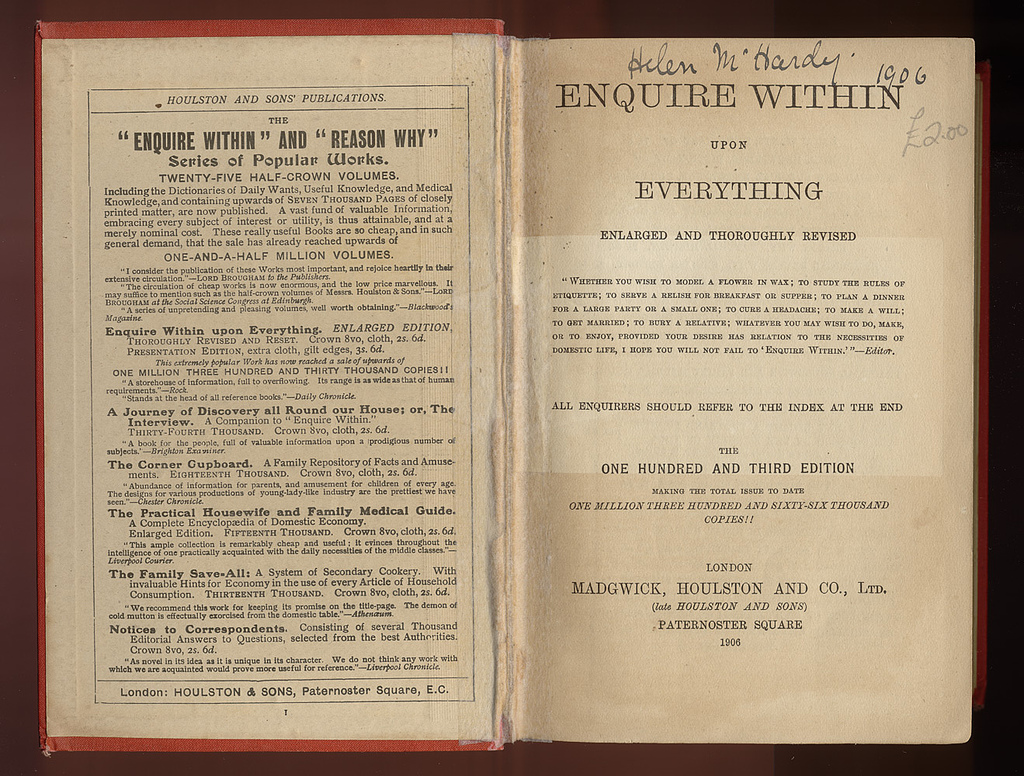 HOULSTON AND SONS' PUBLICATIONS.
THE
"ENQUIRE WITHIN" AND "REASON WHY"
Series of Popular Works.
TWENTY-FIVE HALF-CROWN VOLUMES.
Including the Dictionaries of Daily Wants, Useful Knowledge, and Medical
Knowledge, and containing upwards of SEVEN THOUSAND PAGES of closely
printed matter, are now published. A vast fund of valuable Information,
embracing every subject of interest or utility, is thus attainable, and at a
merely nominal cost. These really useful Books are so cheap, and in such
general demand, that the sale has already reached upwards of
ONE-AND-A-HALF MILLION VOLUMES.
"I consider the publication of these Works most important, and rejoice heartily in their
extensive circulation."—LORD BROUGHAM to the Publishers.
"The circulation of cheap works is now enormous, and the low price marvellous. It
may suffice to mention such as the half-crown volumes of Messrs. Houlston & Sons."—LORD
BROUGHAM at the Social Science Congress at Edinburgh.
"A series of unpretending and pleasing volumes, well worth obtaining."—Blackwood's
Magazine.
Enquire Within upon Everything. ENLARGED EDITION,
THOROUGHLY REVISED AND RESET. Crown 8vo, cloth, 2s. 6d.
PRESENTATION EDITION, extra cloth, gilt edges, 3s. 6d.
This extremely popular Work has now reached a sale of upwards of
ONE MILLION THREE HUNDRED AND THIRTY THOUSAND COPIES!!
"A storehouse of information, full to overflowing. Its range is as wide as that of human
requirements."—Rock.
"Stands at the head of all reference books."—Daily Chronicle.
A Journey of Discovery all Round our House; or, The
Interview. A Companion to "Enquire Within."
THIRTY-FOURTH THOUSAND. Crown 8vo, cloth, 2s. 6d.
"A book for the people, full of valuable information upon a prodigious number of
subjects.'—Brighton Examiner.
The Corner Cupboard. A Family Repository of Facts and Amuse-
ments. EIGHTEENTH THOUSAND. Crown 8vo, cloth, 2s. 6d.
"Abundance of information for parents, and amusement for children of every age.
The designs for various productions of young-lady-like industry are the prettiest we have
seen."—Chester Chronicle.
The Practical Housewife and Family Medical Guide.
A Complete Encyclopædia of Domestic Economy.
Enlarged Edition. FIFTEENTH THOUSAND. Crown 8vo, cloth, 2s. 6d.
"This ample collection is remarkably cheap and useful; it evinces throughout the
intelligence of one practically acquainted with the daily necessities of the middle classes."—
Liverpool Courier.
The Family Save-All: A System of Secondary Cookery. With
invaluable Hints for Economy in the use of every Article of Household
Consumption. THIRTEENTH THOUSAND. Crown 8vo, cloth, 2s. 6d.
"We recommend this work for keeping its promise on the title-page. The demon of
cold mutton is effectually exorcised from the domestic table."—Athenæum.
Notices to Correspondents. Consisting of several Thousand
Editorial Answers to Questions, selected from the best Authorities.
Crown 8vo, 2s. 6d.
"As novel in its idea as it is unique in its character. We do not think any work with
which we are acquainted would prove more useful for reference."—Liverpool Chronicle.
London: HOULSTON & SONS, Paternoster Square, E.C.
1
Helen McHardy.
1906
£2.00
ENQUIRE WITHIN
UPON
EVERYTHING
ENLARGED AND THOROUGHLY REVISED
"WHETHER YOU WISH TO MODEL A FLOWER IN WAX; TO STUDY THE RULES OF
ETIQUETTE; TO SERVE A RELISH FOR BREAKFAST OR SUPPER; TO PLAN A DINNER
FOR A LARGE PARTY OR A SMALL ONE; TO CURE A HEADACHE; TO MAKE A WILL;
TO GET MARRIED; TO BURY A RELATIVE; WHATEVER YOU MAY WISH TO DO, MAKE,
OR TO ENJOY, PROVIDED YOUR DESIRE HAS RELATION TO THE NECESSITIES OF
DOMESTIC LIFE, I HOPE YOU WILL NOT FAIL TO 'ENQUIRE WITHIN.'"—Editor.
ALL ENQUIRERS SHOULD REFER TO THE INDEX AT THE END
THE
ONE HUNDRED AND THIRD EDITION
MAKING THE TOTAL ISSUE TO DATE
ONE MILLION THREE HUNDRED AND SIXTY-SIX THOUSAND
COPIES!!
LONDON
MADGWICK, HOULSTON AND CO., LTD.
(late HOULSTON AND SONS)
PATERNOSTER SQUARE
1906